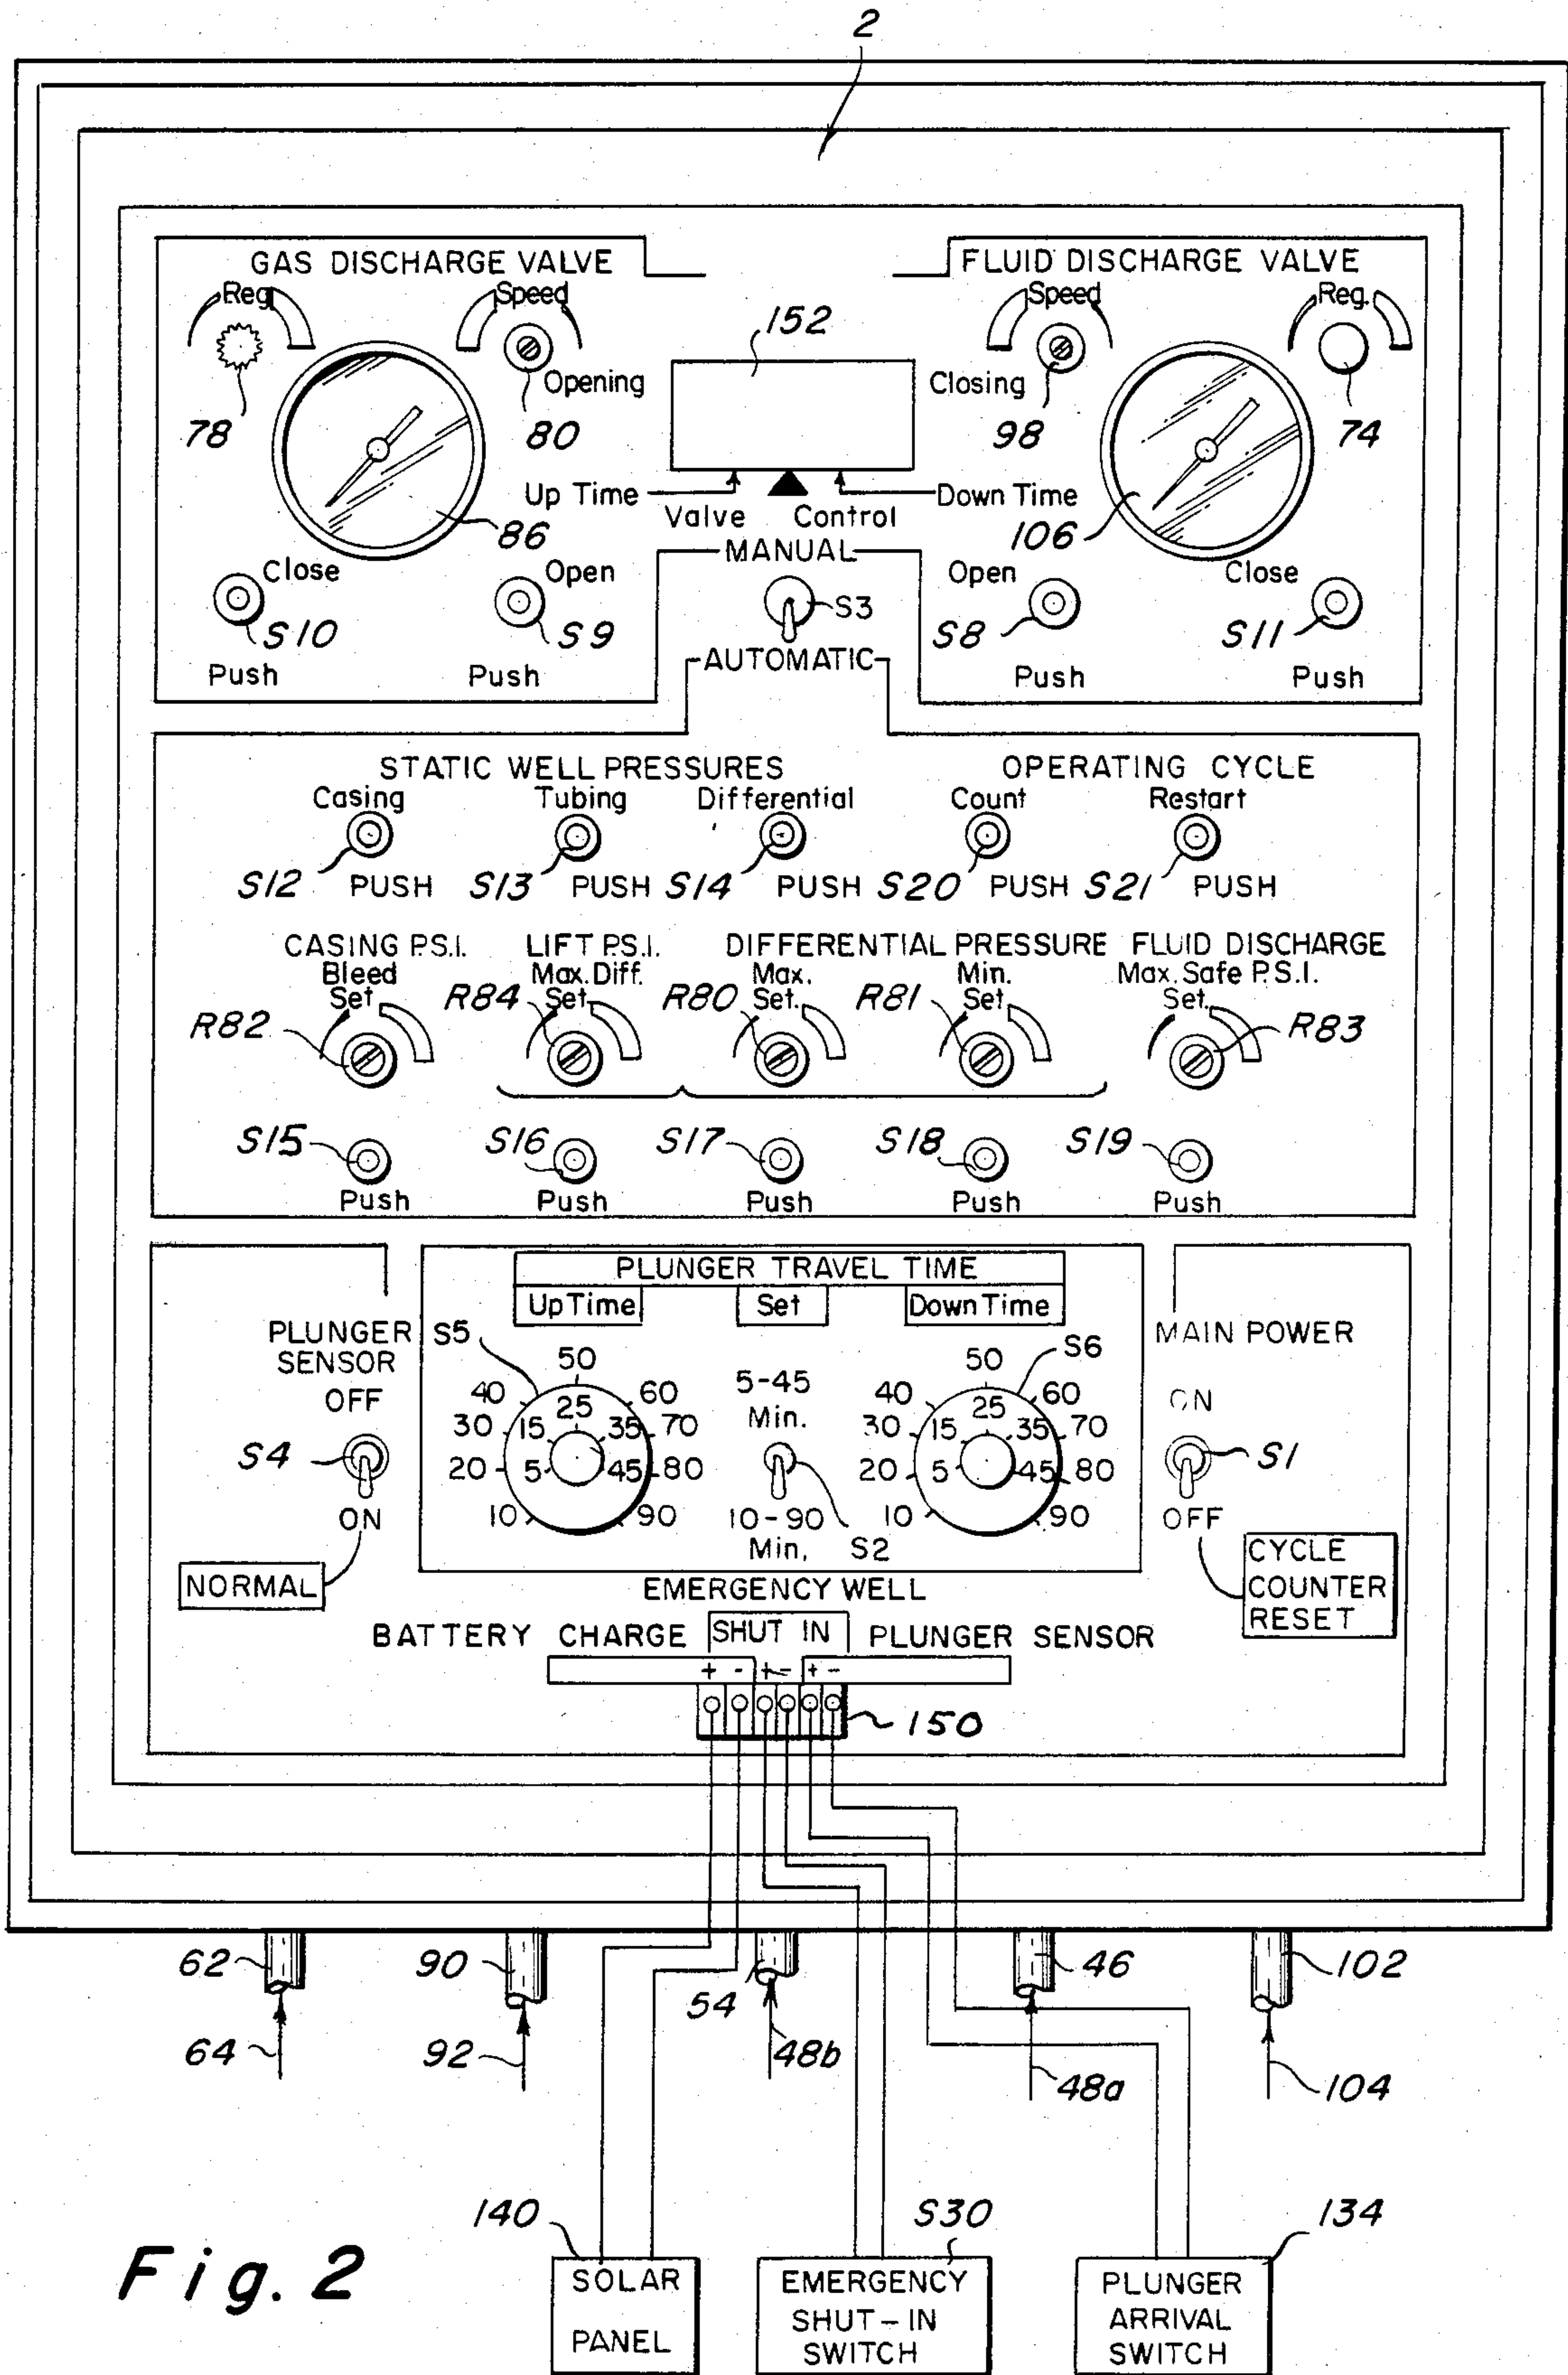 2
GAS DISCHARGE VALVE
FLUID DISCHARGE VALVE
Reg
Speed
Speed
Reg.
152
Opening
Closing
78
80
98
74
Up Time
Down Time
Valve Control
86
106
MANUAL
Close
Open
Open
Close
S3
S10
S9
S8
S11
AUTOMATIC
Push
Push
Push
Push
STATIC WELL PRESSURES
OPERATING CYCLE
Casing
Tubing
Differential
Count
Restart
S12 PUSH
S13 PUSH
S14 PUSH
S20 PUSH
S21 PUSH
CASING P.S.I.
LIFT P.S.I.
DIFFERENTIAL PRESSURE
FLUID DISCHARGE
Bleed
Max. Diff.
Max.
Min.
Max. Safe P.S.I.
Set
Set
Set.
Set
Set.
R82
R84
R80
R81
R83
S15
S16
S17
S18
S19
Push
Push
Push
Push
Push
PLUNGER TRAVEL TIME
Up Time
Set
Down Time
PLUNGER
SENSOR
S5
S6
MAIN POWER
OFF
ON
10 20 30 40 50 60 70 80 90
5 15 25 35 45
5-45
Min.
10 20 30 40 50 60 70 80 90
5 15 25 35 45
S4
S1
ON
10-90
Min,
S2
OFF
NORMAL
CYCLE
COUNTER
RESET
EMERGENCY WELL
BATTERY CHARGE
SHUT IN
PLUNGER SENSOR
+ - + - + -
150
62
90
54
46
102
64
92
48b
48a
104
140
S30
134
SOLAR
PANEL
EMERGENCY
SHUT-IN
SWITCH
PLUNGER
ARRIVAL
SWITCH
Fig. 2